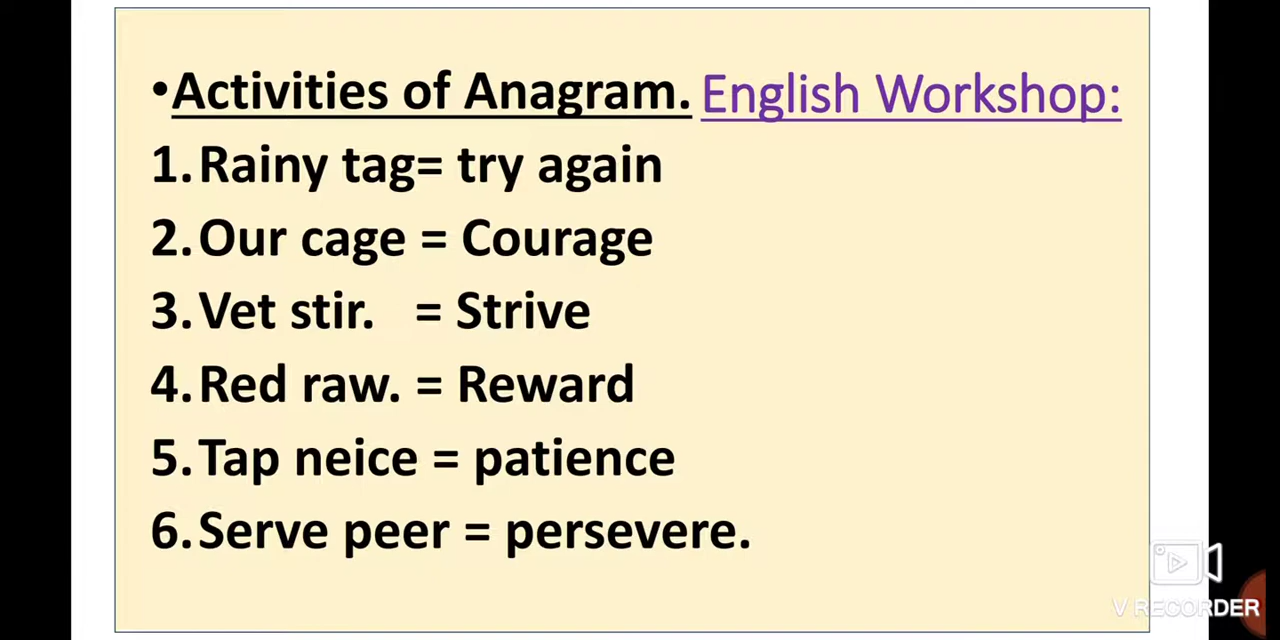 •Activities of Anagram. English Workshop:
1. Rainy tag= try again
2. Our cage = Courage
3. Vet stir. = Strive
4. Red raw. = Reward
5. Tap neice = patience
6. Serve peer = persevere.
V RECORDER